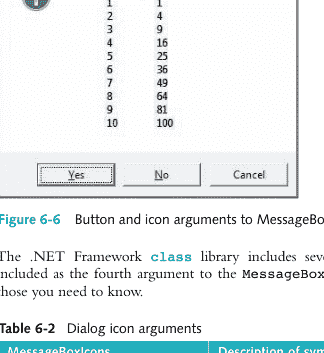 1 1
2 4
3 9
4 16
5 25
6 36
7 49
8 64
9 81
10 100
Yes No Cancel
Figure 6-6 Button and icon arguments to MessageBo
The .NET Framework class library includes seve
included as the fourth argument to the MessageBox
those you need to know.
Table 6-2 Dialog icon arguments
MessageBoxIcons Description of sym